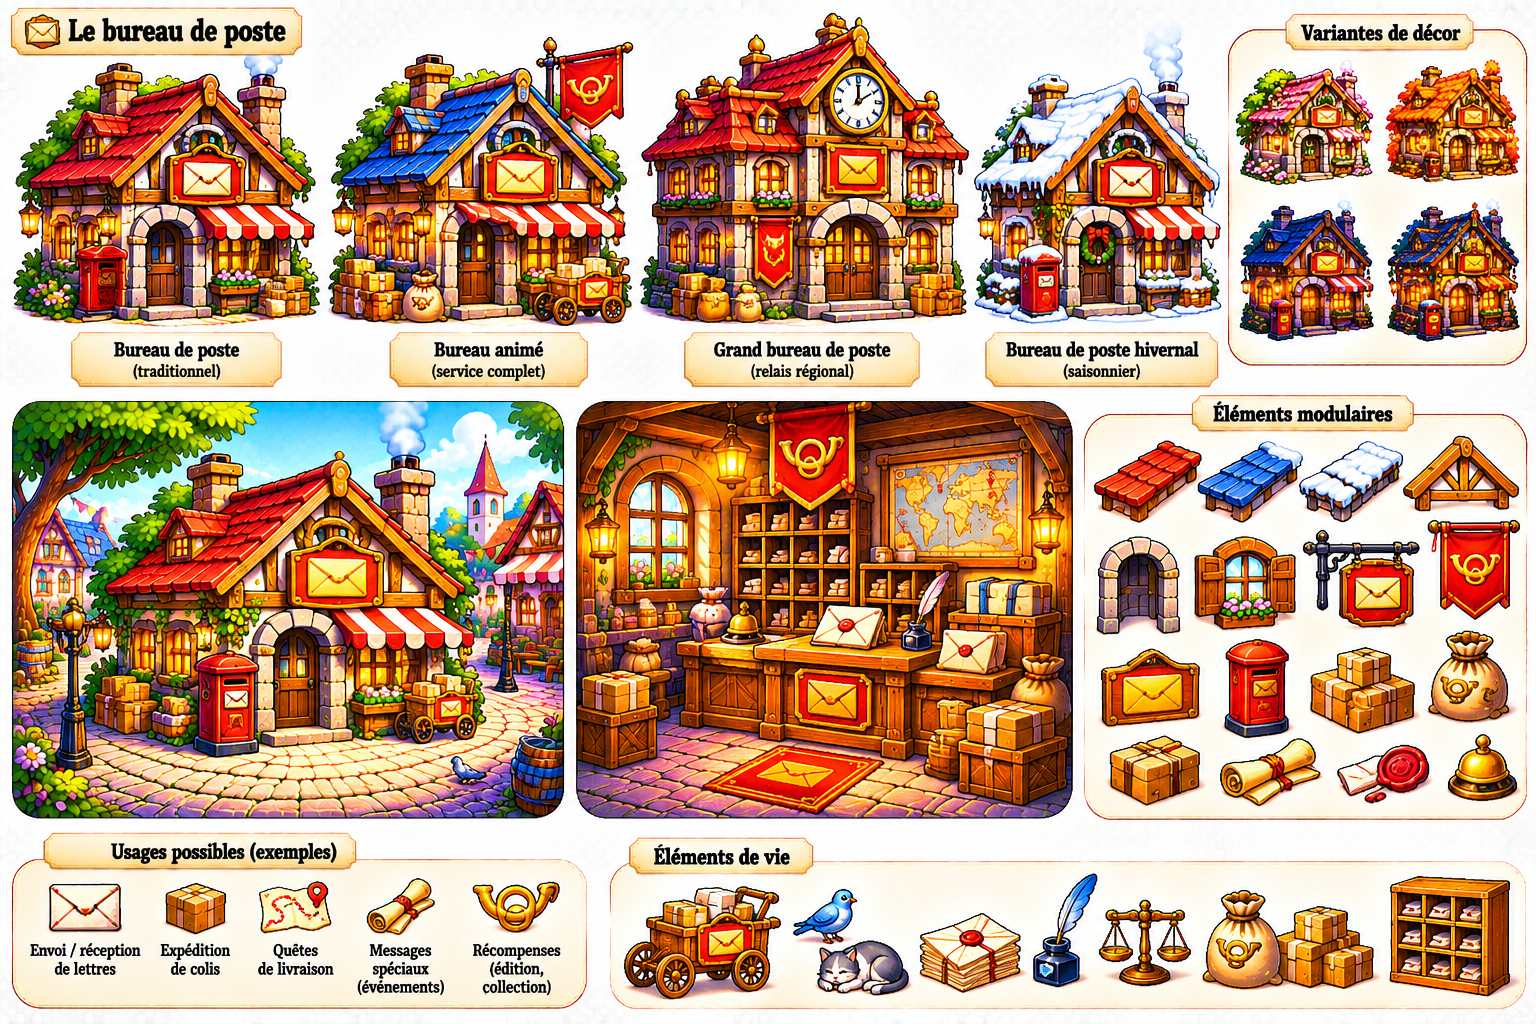 Le bureau de poste
Variantes de décor
Bureau de poste
(traditionnel)
Bureau animé
(service complet)
Grand bureau de poste
(relais régional)
Bureau de poste hivernal
(saisonnier)
Éléments modulaires
Usages possibles (exemples)
Envoi / réception
de lettres
Expédition
de colis
Quêtes
de livraison
Messages
spéciaux
(événements)
Récompenses
(édition,
collection)
Éléments de vie